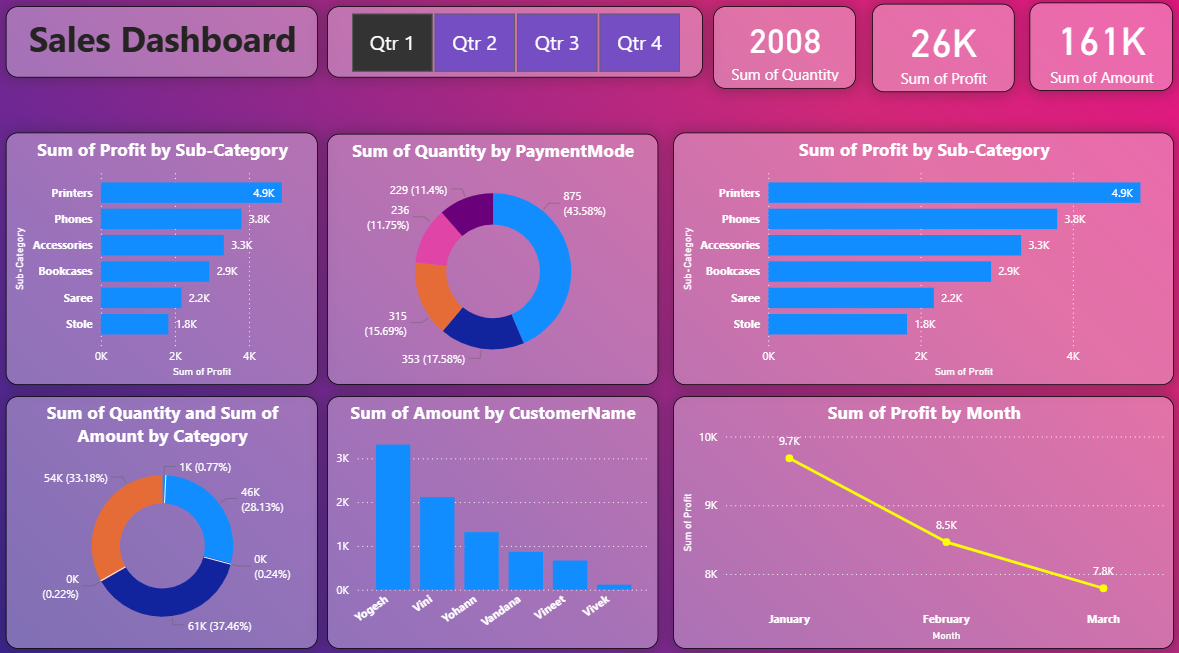 Sales Dashboard
Qtr 1
Qtr 2
Qtr 3
Qtr 4
2008
Sum of Quantity
26K
Sum of Profit
161K
Sum of Amount
Sum of Profit by Sub-Category
Sub-Category
Printers
4.9K
Phones
3.8K
Accessories
3.3K
Bookcases
2.9K
Saree
2.2K
Stole
1.8K
0K
2K
4K
Sum of Profit
Sum of Quantity by PaymentMode
229 (11.4%)
875
(43.58%)
236
(11.75%)
315
(15.69%)
353 (17.58%)
Sum of Profit by Sub-Category
Sub-Category
Printers
4.9K
Phones
3.8K
Accessories
3.3K
Bookcases
2.9K
Saree
2.2K
Stole
1.8K
0K
2K
4K
Sum of Profit
Sum of Quantity and Sum of
Amount by Category
1K (0.77%)
54K (33.18%)
46K
(28.13%)
0K
(0.24%)
0K
(0.22%)
61K (37.46%)
Sum of Amount by CustomerName
3K
2K
1K
0K
Yogesh
Vini
Yohann
Vandana
Vineet
Vivek
Sum of Profit by Month
Sum of Profit
10K
9K
8K
9.7K
8.5K
7.8K
January
February
March
Month